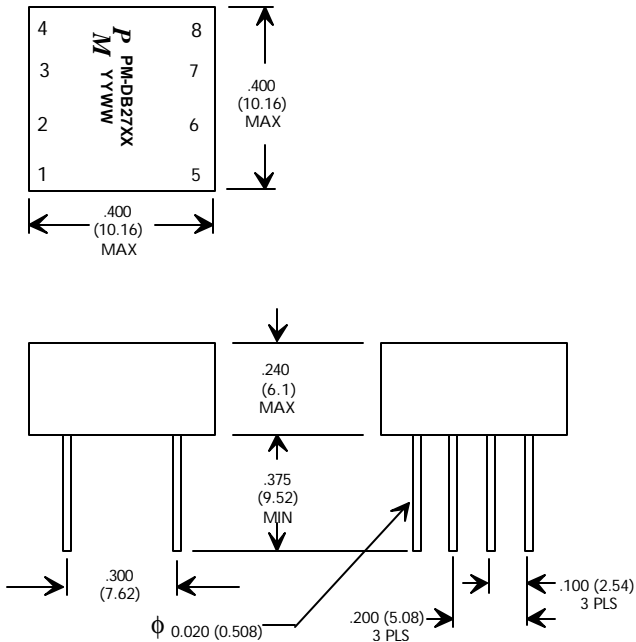 4 8
P
M PM-DB27XX
YYWW
3 7
2 6
1 5
.400
(10.16)
MAX
.400
(10.16)
MAX
.240
(6.1)
MAX
.375
(9.52)
MIN
.300
(7.62)
ϕ 0.020 (0.508)
.200 (5.08)
3 PLS
.100 (2.54)
3 PLS